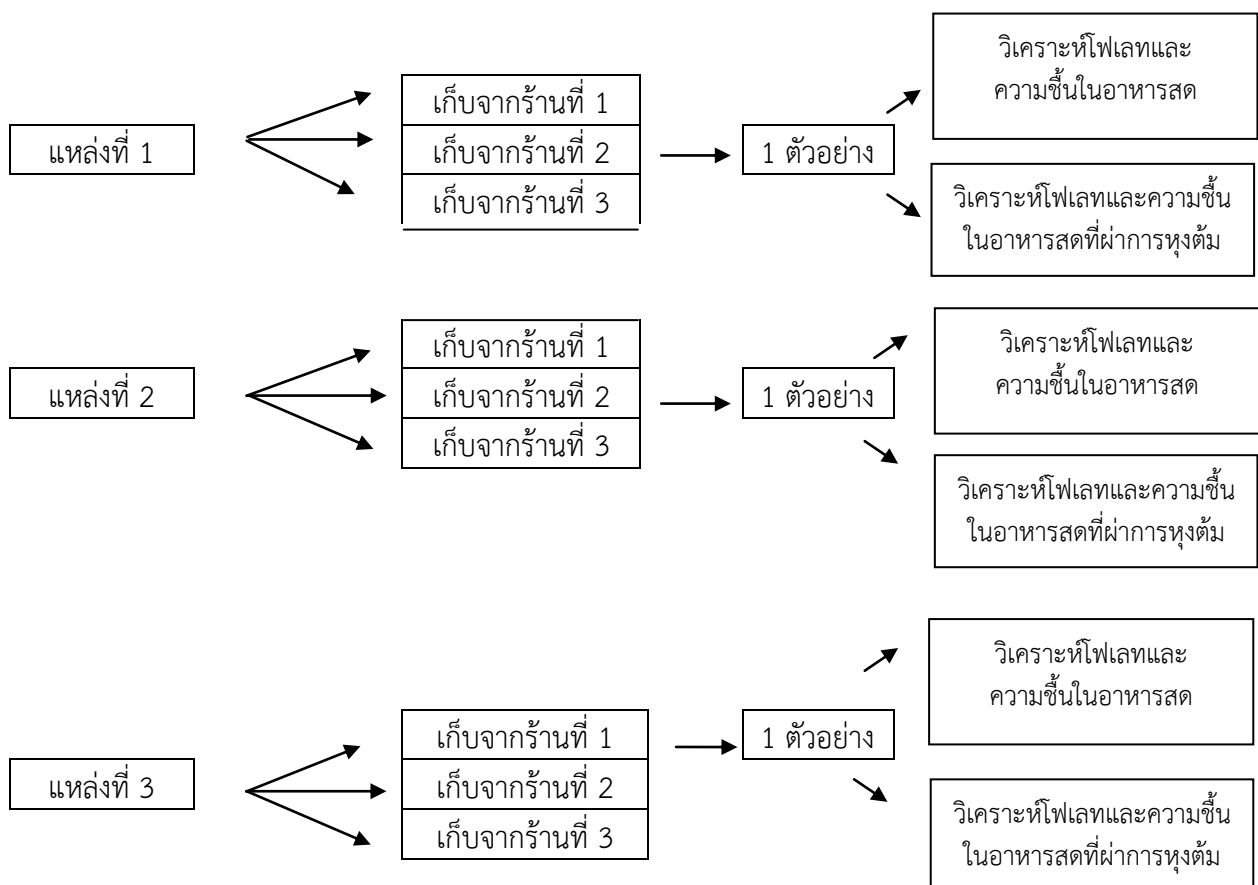 วิเคราะห์โฟเลทและ
ความชื้นในอาหารสด
แหล่งที่ 1
เก็บจากร้านที่ 1
เก็บจากร้านที่ 2
เก็บจากร้านที่ 3
1 ตัวอย่าง
วิเคราะห์โฟเลทและความชื้น
ในอาหารสดที่ผ่าการหุงต้ม
แหล่งที่ 2
เก็บจากร้านที่ 1
เก็บจากร้านที่ 2
เก็บจากร้านที่ 3
1 ตัวอย่าง
วิเคราะห์โฟเลทและ
ความชื้นในอาหารสด
วิเคราะห์โฟเลทและความชื้น
ในอาหารสดที่ผ่าการหุงต้ม
แหล่งที่ 3
เก็บจากร้านที่ 1
เก็บจากร้านที่ 2
เก็บจากร้านที่ 3
1 ตัวอย่าง
วิเคราะห์โฟเลทและ
ความชื้นในอาหารสด
วิเคราะห์โฟเลทและความชื้น
ในอาหารสดที่ผ่าการหุงต้ม